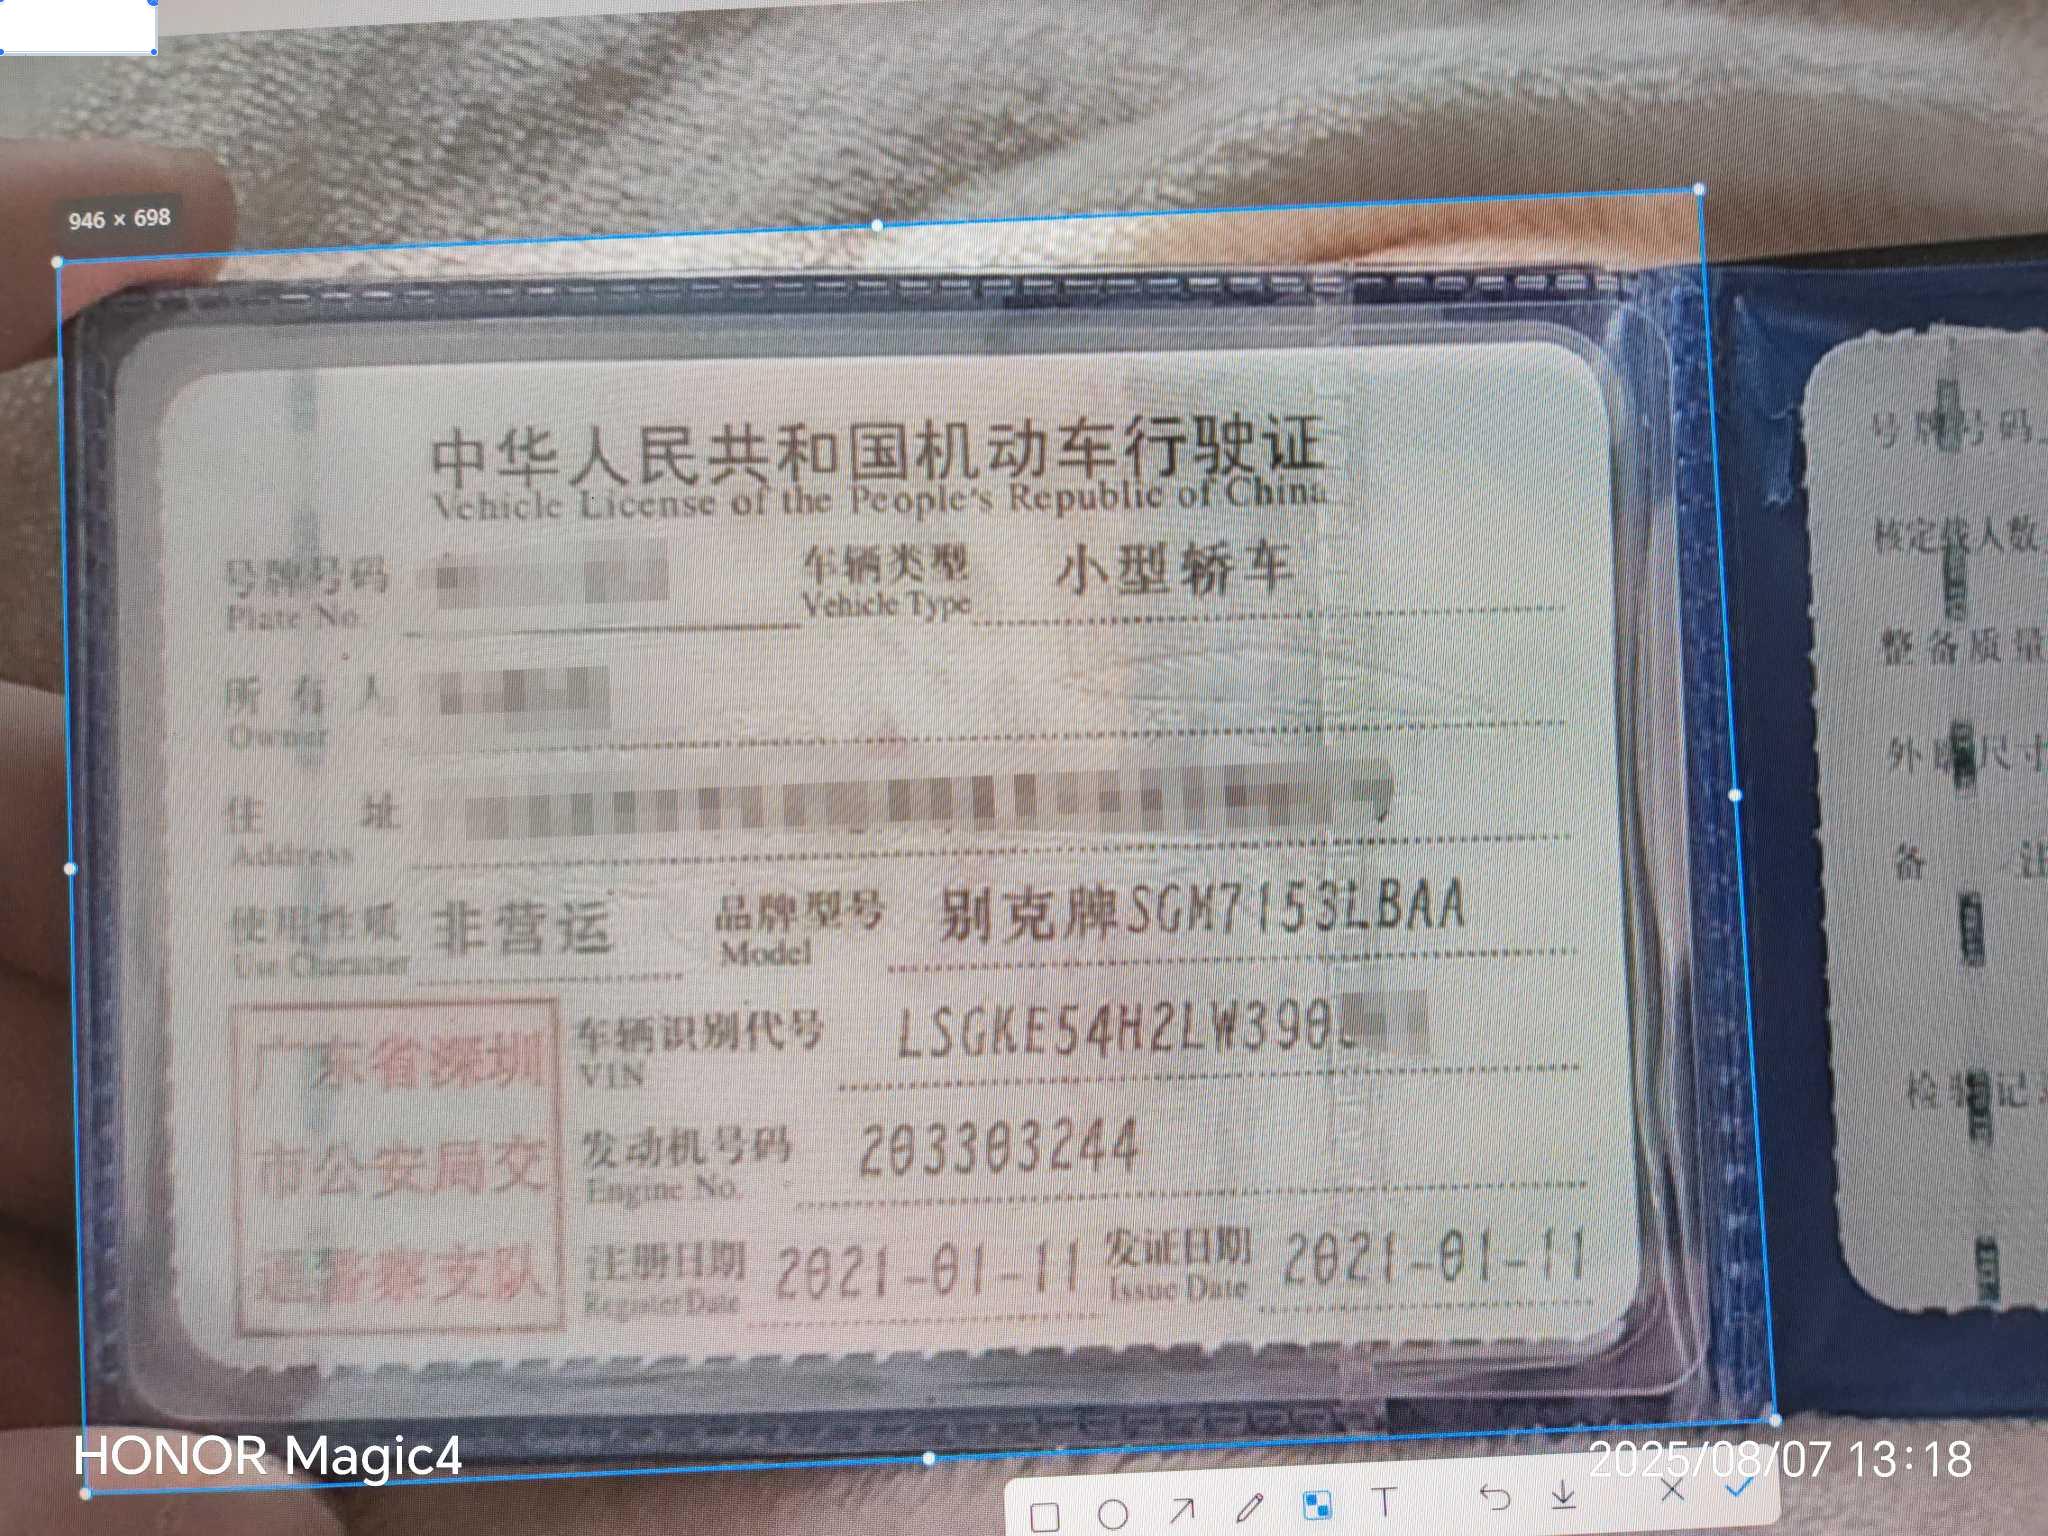 946 × 698
中华人民共和国机动车行驶证
Vehicle License of the People's Republic of China
号牌号码 车辆类型 小型轿车
Plate No. Vehicle Type
所有人
Owner
住址
Address
使用性质 非营运 品牌型号 别克牌SGM7153LBAA
Use Character Model
广东省深圳
市公安局交
通警察支队
车辆识别代号 LSGKE54H2LW390
VIN
发动机号码 203303244
Engine No.
注册日期 2021-01-11 发证日期 2021-01-11
Register Date Issue Date
号牌号码
核定载人数
整备质量
外廓尺寸
备注
检验记
HONOR Magic4
2025/08/07 13:18
T